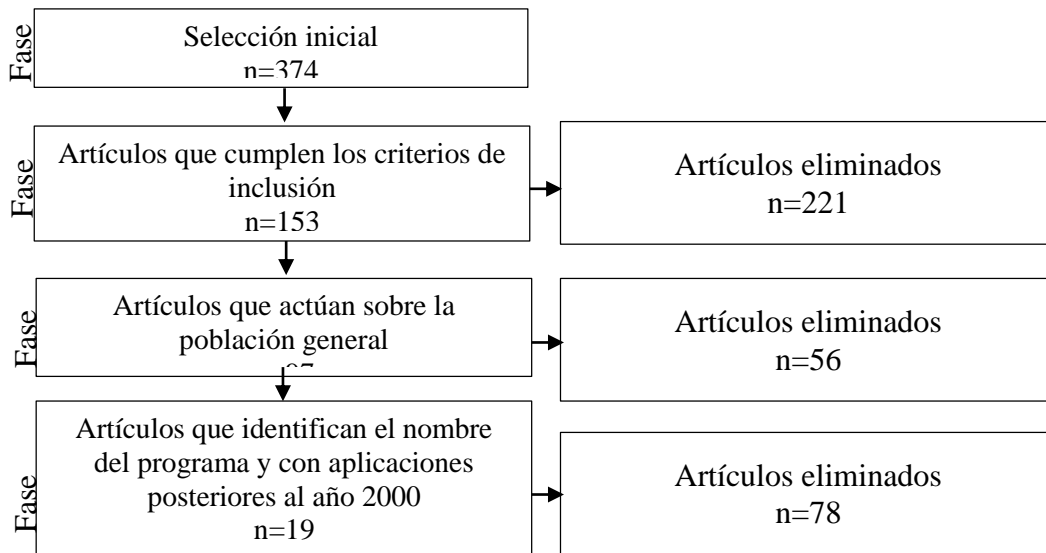 Fase
Selección inicial
n=374
Fase
Artículos que cumplen los criterios de
inclusión
n=153
Artículos eliminados
n=221
Fase
Artículos que actúan sobre la
población general
Artículos eliminados
n=56
Fase
Artículos que identifican el nombre
del programa y con aplicaciones
posteriores al año 2000
n=19
Artículos eliminados
n=78